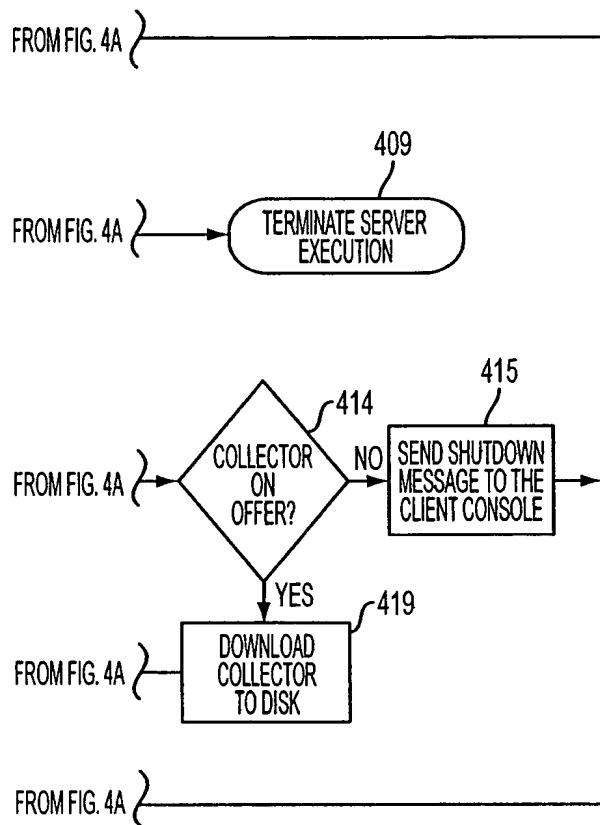 FROM FIG. 4A
409
FROM FIG. 4A
TERMINATE SERVER
EXECUTION
414
415
FROM FIG. 4A
COLLECTOR
ON
OFFER?
NO
SEND SHUTDOWN
MESSAGE TO THE
CLIENT CONSOLE
YES
419
FROM FIG. 4A
DOWNLOAD
COLLECTOR
TO DISK
FROM FIG. 4A